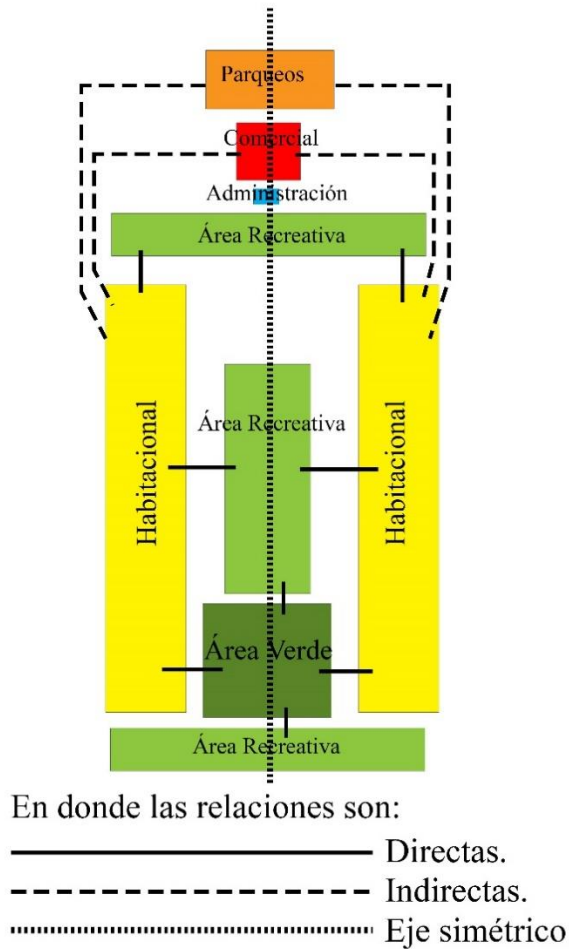 Parqueos
Comercial
Administración
Área Recreativa
Área Recreativa
Habitacional
Habitacional
Área Verde
Área Recreativa
En donde las relaciones son:
Directas.
Indirectas.
Eje simétrico